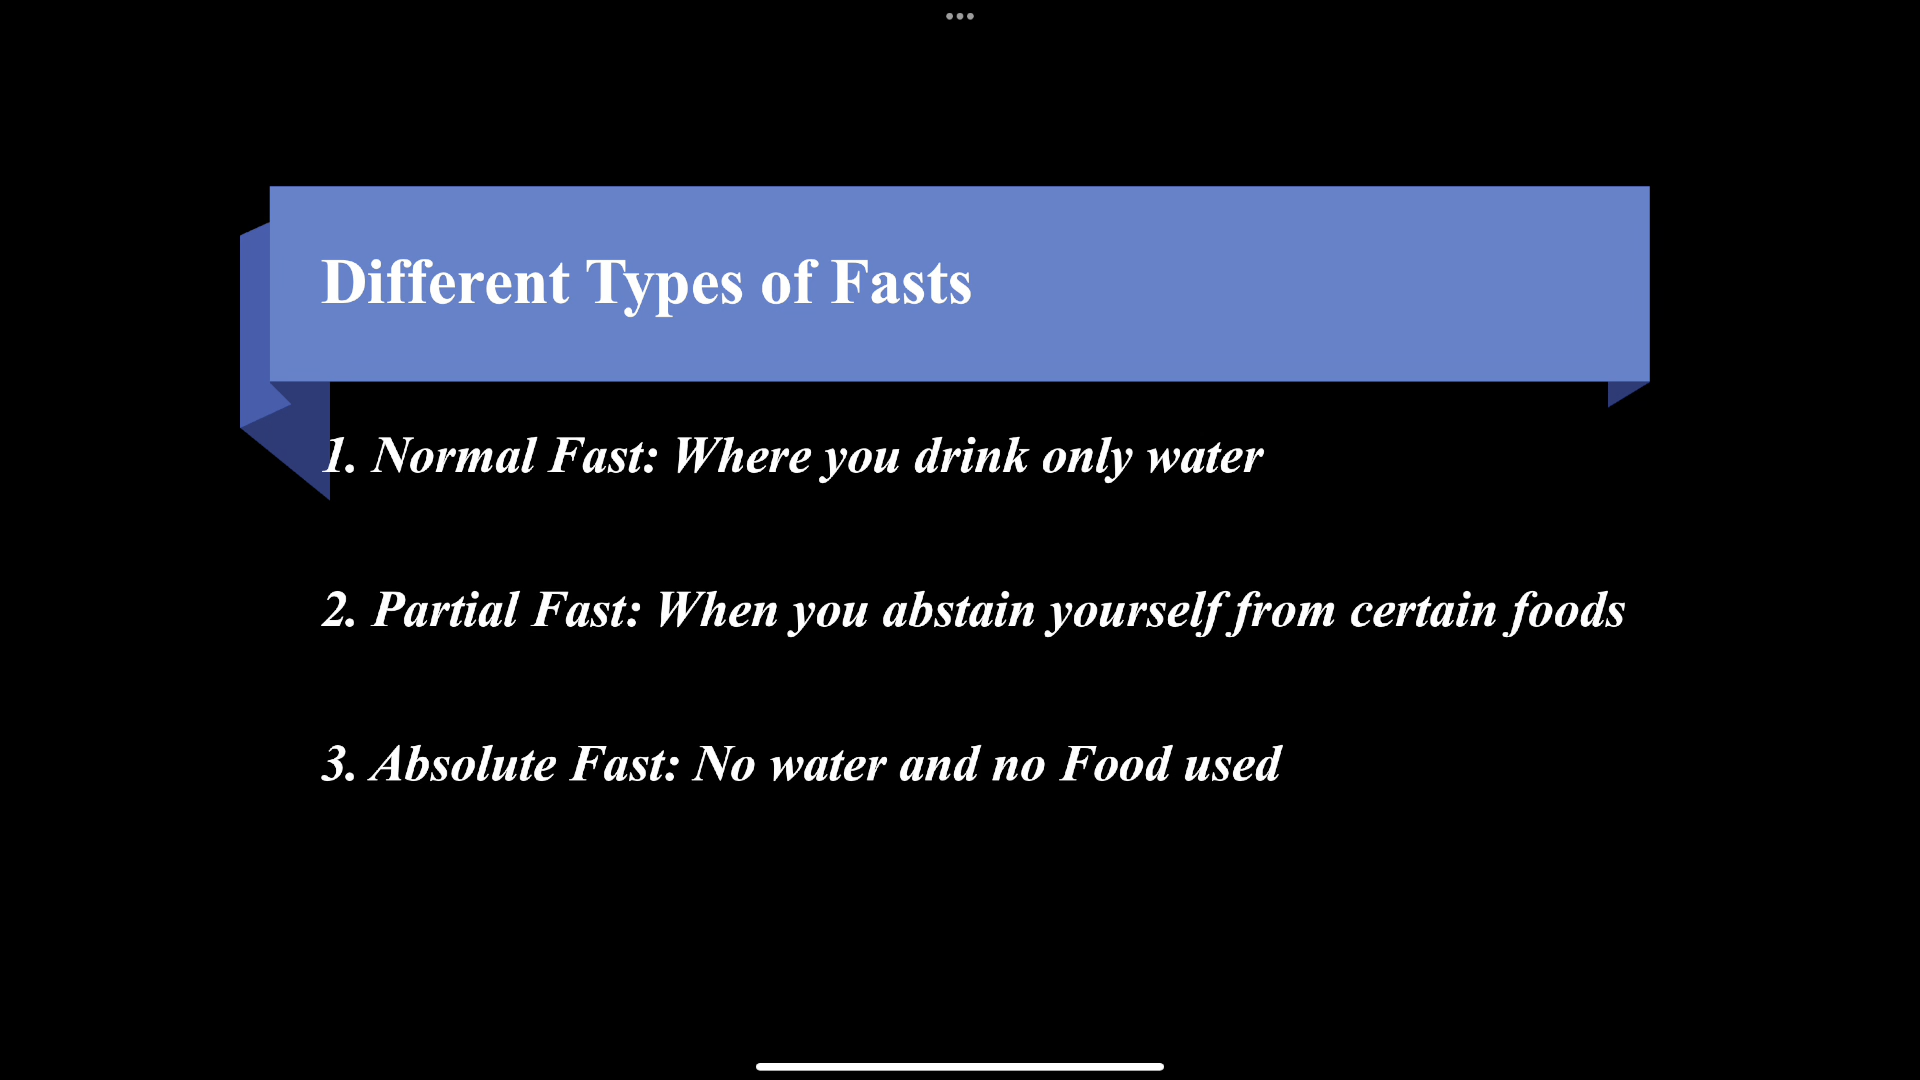 Different Types of Fasts
1. Normal Fast: Where you drink only water
2. Partial Fast: When you abstain yourself from certain foods
3. Absolute Fast: No water and no Food used